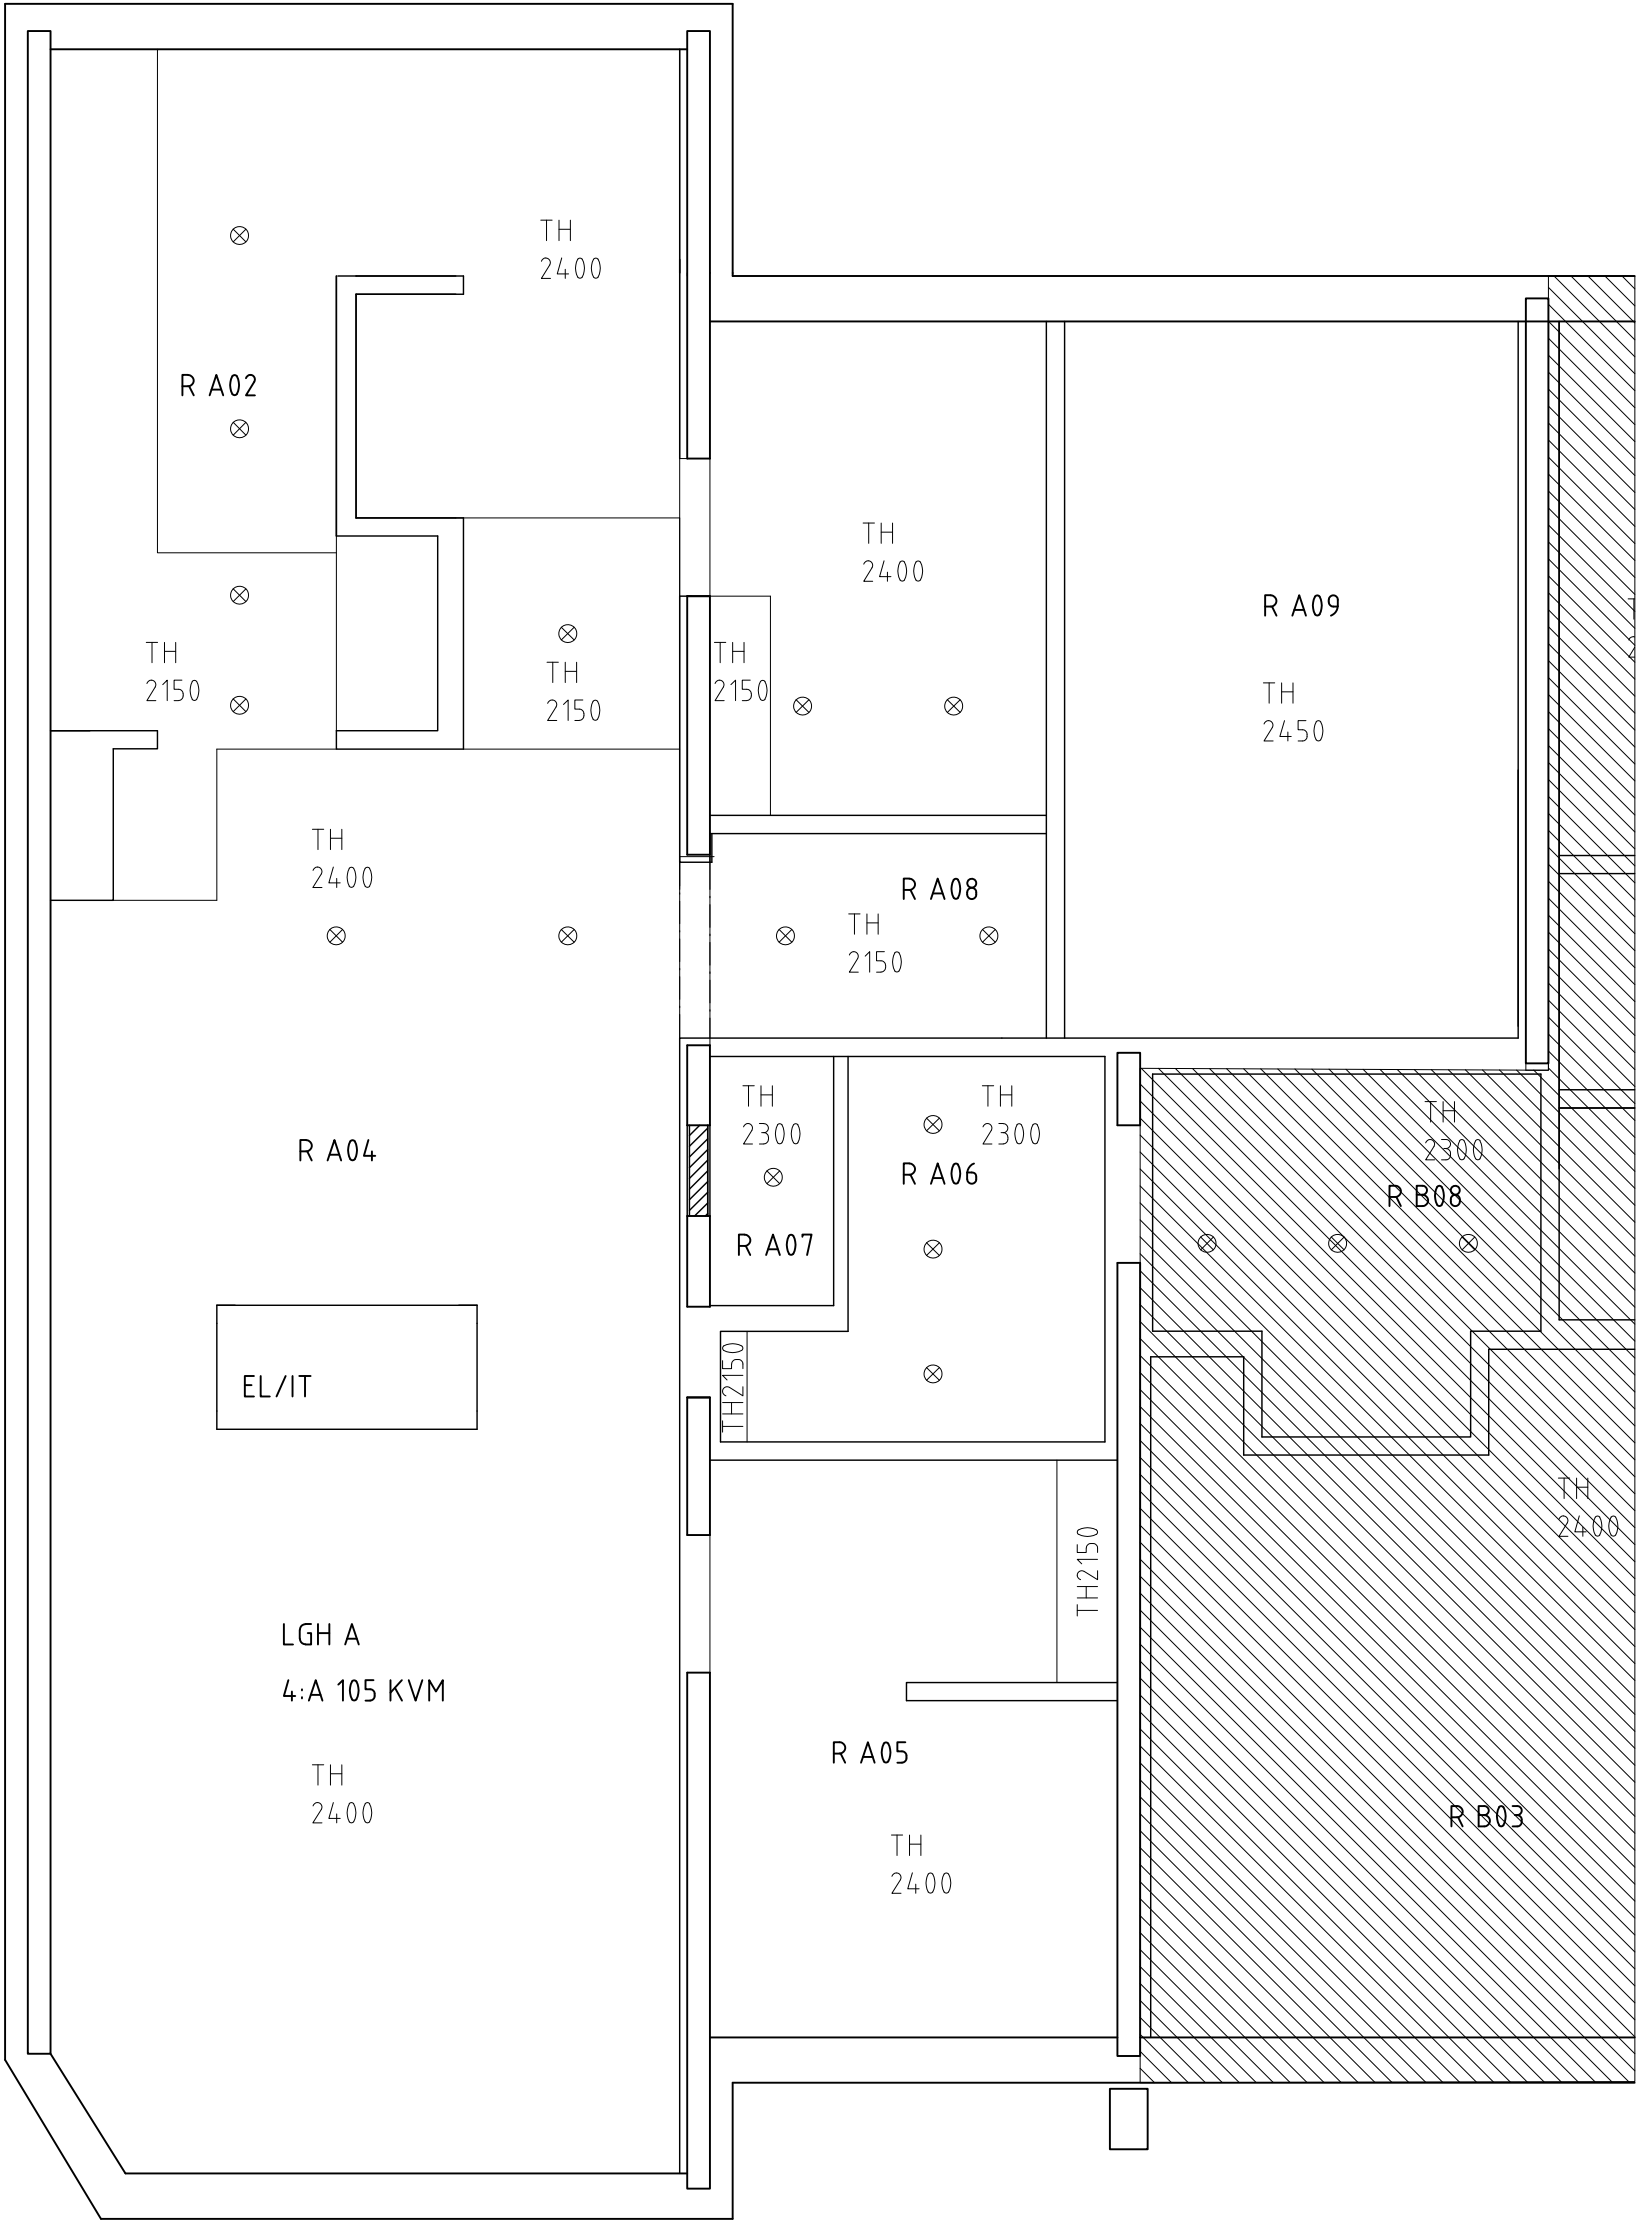 TH
2400
R A02
TH
2400
R A09
TH
2150
TH
2150
TH
2150
TH
2450
TH
2400
R A08
TH
2150
R A04
TH
2300
TH
2300
R A06
R A07
TH
2300
R B08
EL/IT
TH2150
TH
2400
TH2150
LGH A
4:A 105 KVM
R A05
TH
2400
TH
2400
R B03